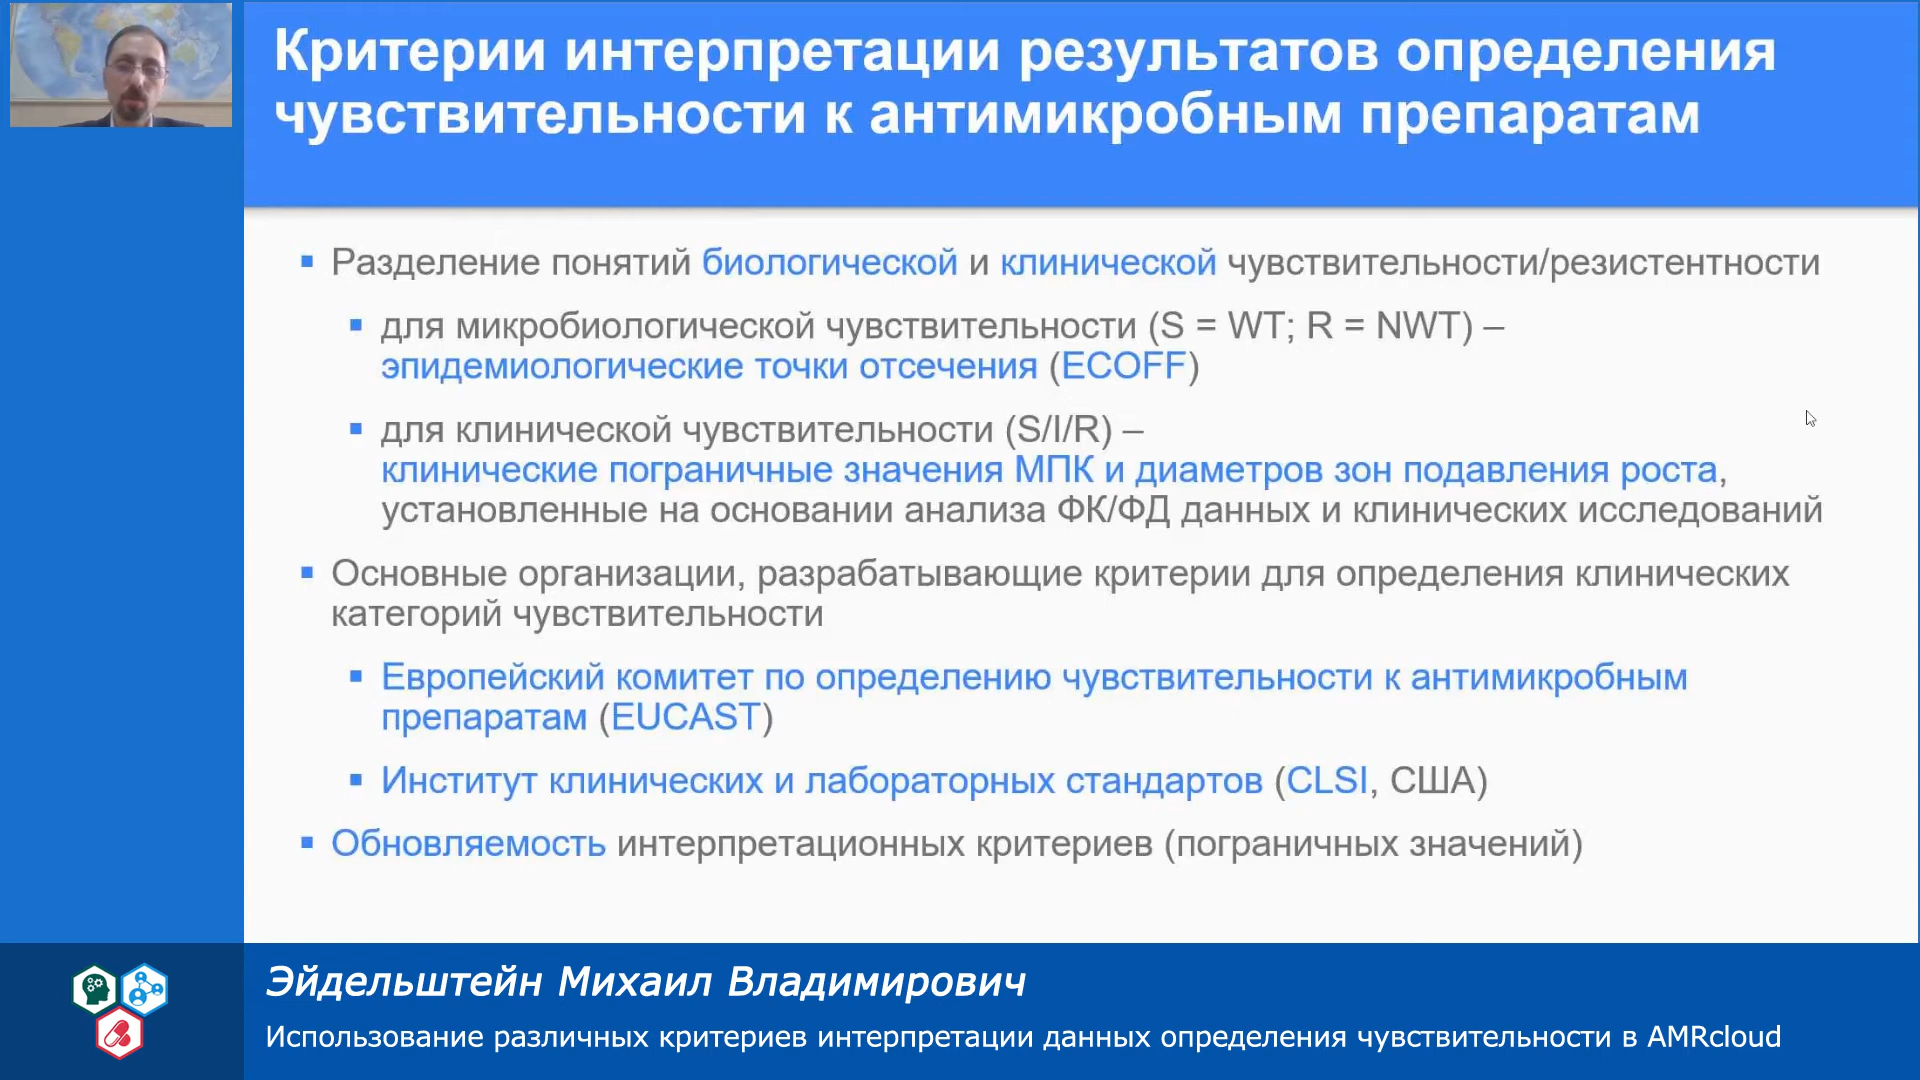 Критерии интерпретации результатов определения
чувствительности к антимикробным препаратам
Разделение понятий биологической и клинической чувствительности/резистентности
для микробиологической чувствительности (S = WT; R = NWT) –
эпидемиологические точки отсечения (ECOFF)
для клинической чувствительности (S/I/R) –
клинические пограничные значения МПК и диаметров зон подавления роста,
установленные на основании анализа ФК/ФД данных и клинических исследований
Основные организации, разрабатывающие критерии для определения клинических
категорий чувствительности
Европейский комитет по определению чувствительности к антимикробным
препаратам (EUCAST)
Институт клинических и лабораторных стандартов (CLSI, США)
Обновляемость интерпретационных критериев (пограничных значений)
Эйдельштейн Михаил Владимирович
Использование различных критериев интерпретации данных определения чувствительности в AMRcloud